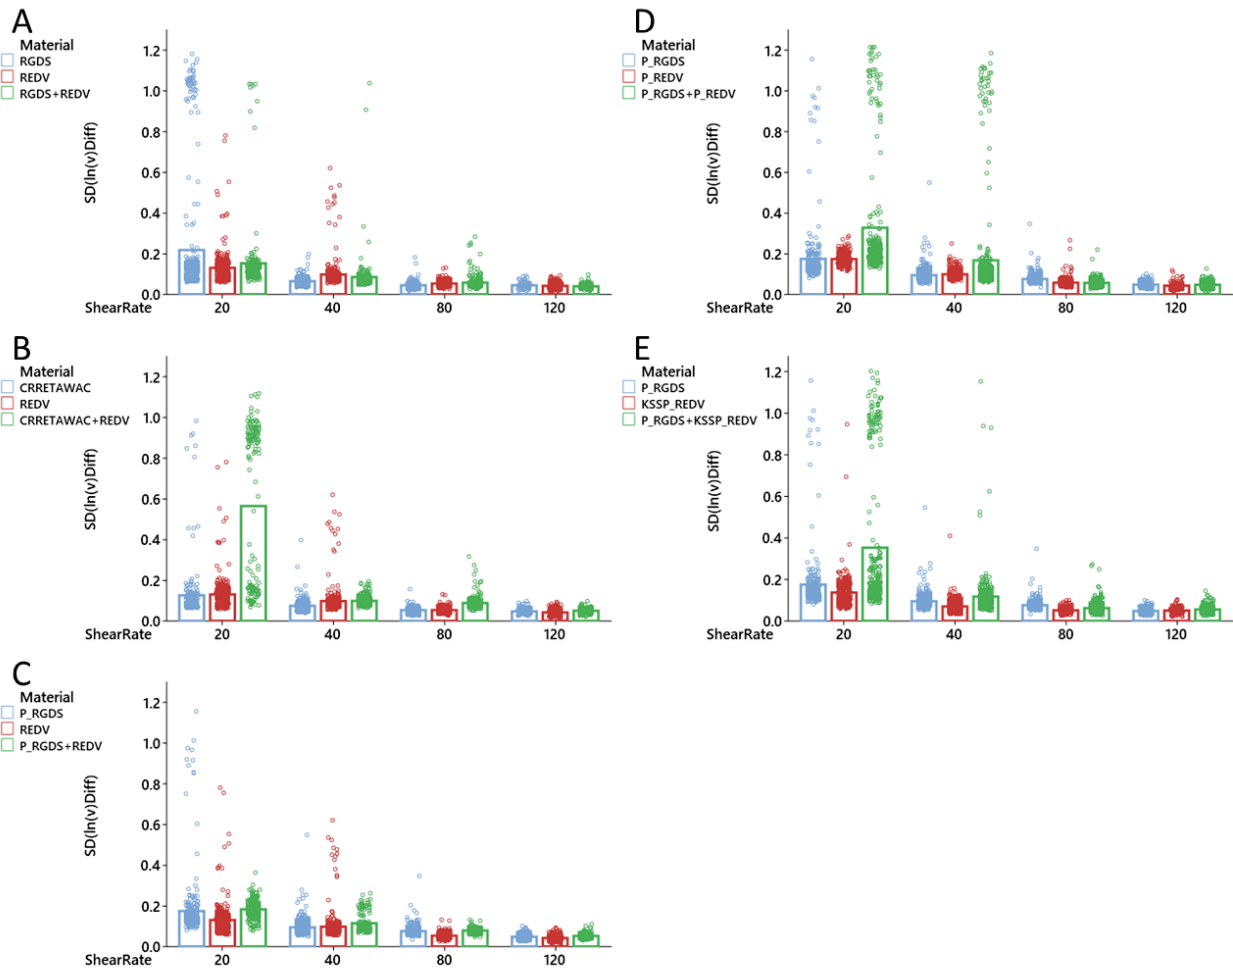 A
Material
RGDS
REDV
RGDS+REDV
SD(ln(v)Diff)
1.2
1.0
0.8
0.6
0.4
0.2
0.0
ShearRate 20 40 80 120
B
Material
CRRETAWAC
REDV
CRRETAWAC+REDV
SD(ln(v)Diff)
1.2
1.0
0.8
0.6
0.4
0.2
0.0
ShearRate 20 40 80 120
C
Material
P_RGDS
REDV
P_RGDS+REDV
SD(ln(v)Diff)
1.2
1.0
0.8
0.6
0.4
0.2
0.0
ShearRate 20 40 80 120
D
Material
P_RGDS
P_REDV
P_RGDS+P_REDV
SD(ln(v)Diff)
1.2
1.0
0.8
0.6
0.4
0.2
0.0
ShearRate 20 40 80 120
E
Material
P_RGDS
KSSP_REDV
P_RGDS+KSSP_REDV
SD(ln(v)Diff)
1.2
1.0
0.8
0.6
0.4
0.2
0.0
ShearRate 20 40 80 120